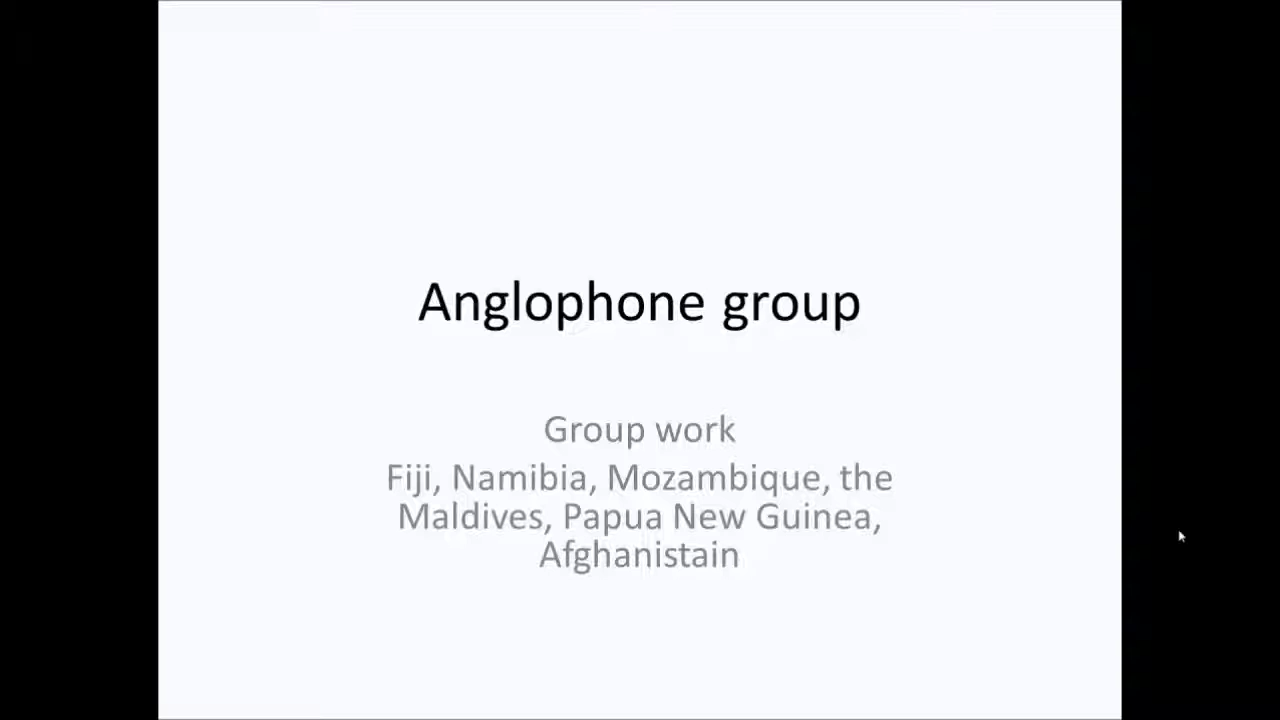 Anglophone group
Group work
Fiji, Namibia, Mozambique, the
Maldives, Papua New Guinea,
Afghanistain